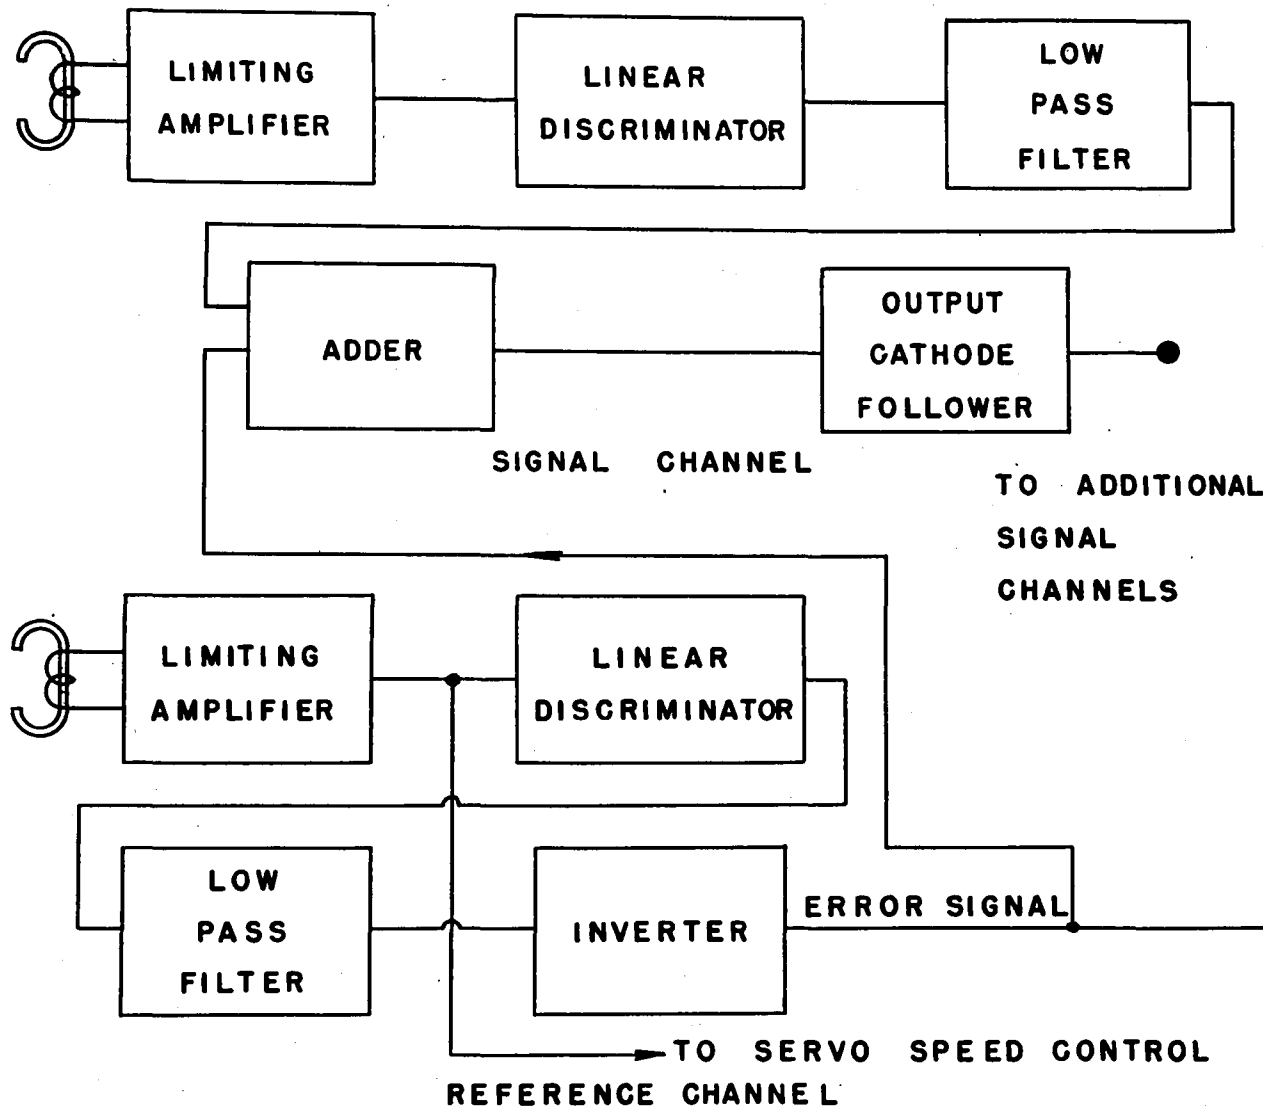 LIMITING
AMPLIFIER
LINEAR
DISCRIMINATOR
LOW
PASS
FILTER
ADDER
OUTPUT
CATHODE
FOLLOWER
SIGNAL CHANNEL
TO ADDITIONAL
SIGNAL
CHANNELS
LIMITING
AMPLIFIER
LINEAR
DISCRIMINATOR
LOW
PASS
FILTER
INVERTER
ERROR SIGNAL
TO SERVO SPEED CONTROL
REFERENCE CHANNEL